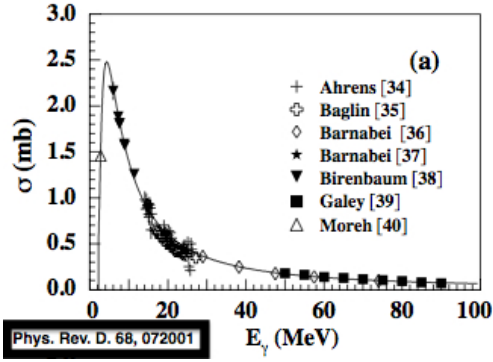 3.0
2.5
2.0
1.5
1.0
0.5
0.0
σ (mb)
(a)
Ahrens [34]
Baglin [35]
Barnabei [36]
Barnabei [37]
Birenbaum [38]
Galey [39]
Moreh [40]
0 20 40 60 80 100
Eγ (MeV)
Phys. Rev. D. 68, 072001